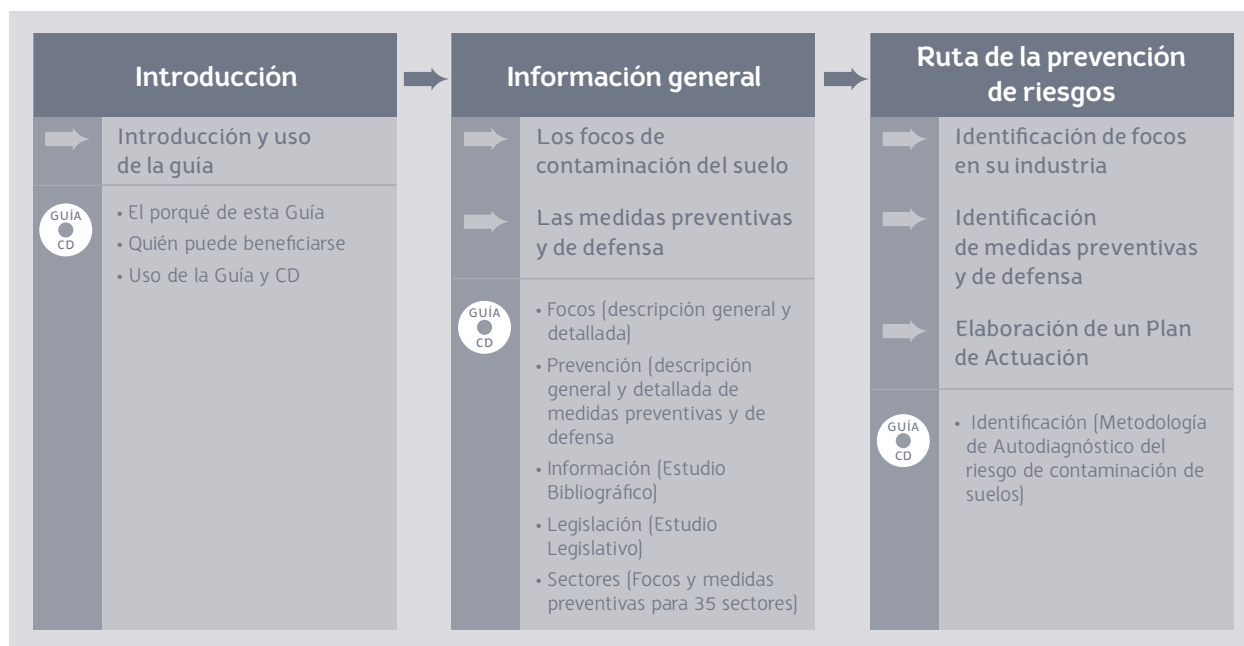 Introducción
Introducción y uso
de la guía
GUÍA
CD
• El porqué de esta Guía
• Quién puede beneficiarse
• Uso de la Guía y CD
Información general
Los focos de
contaminación del suelo
Las medidas preventivas
y de defensa
GUÍA
CD
• Focos (descripción general y
detallada)
• Prevención (descripción
general y detallada de
medidas preventivas y de
defensa
• Información (Estudio
Bibliográfico)
• Legislación (Estudio
Legislativo)
• Sectores (Focos y medidas
preventivas para 35 sectores)
Ruta de la prevención
de riesgos
Identificación de focos
en su industria
Identificación
de medidas preventivas
y de defensa
Elaboración de un Plan
de Actuación
GUÍA
CD
• Identificación (Metodología
de Autodiagnóstico del
riesgo de contaminación de
suelos)